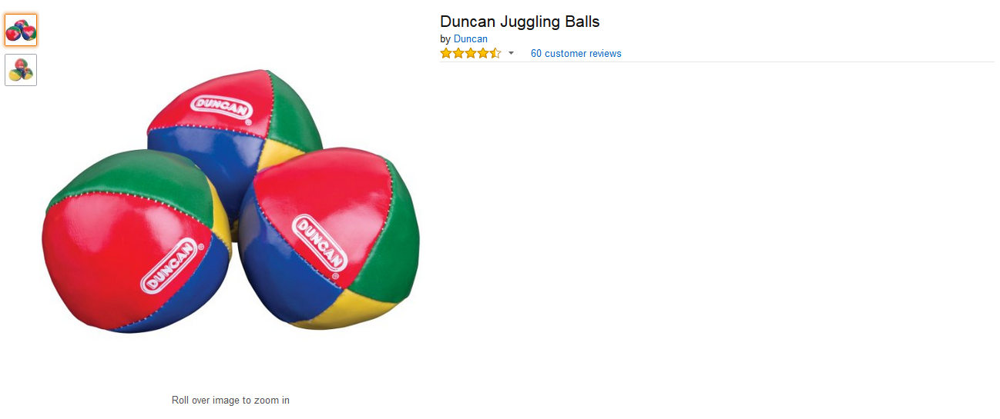 Duncan Juggling Balls
by Duncan
60 customer reviews
DUNCAN
®
DUNCAN
®
DUNCAN
®
Roll over image to zoom in